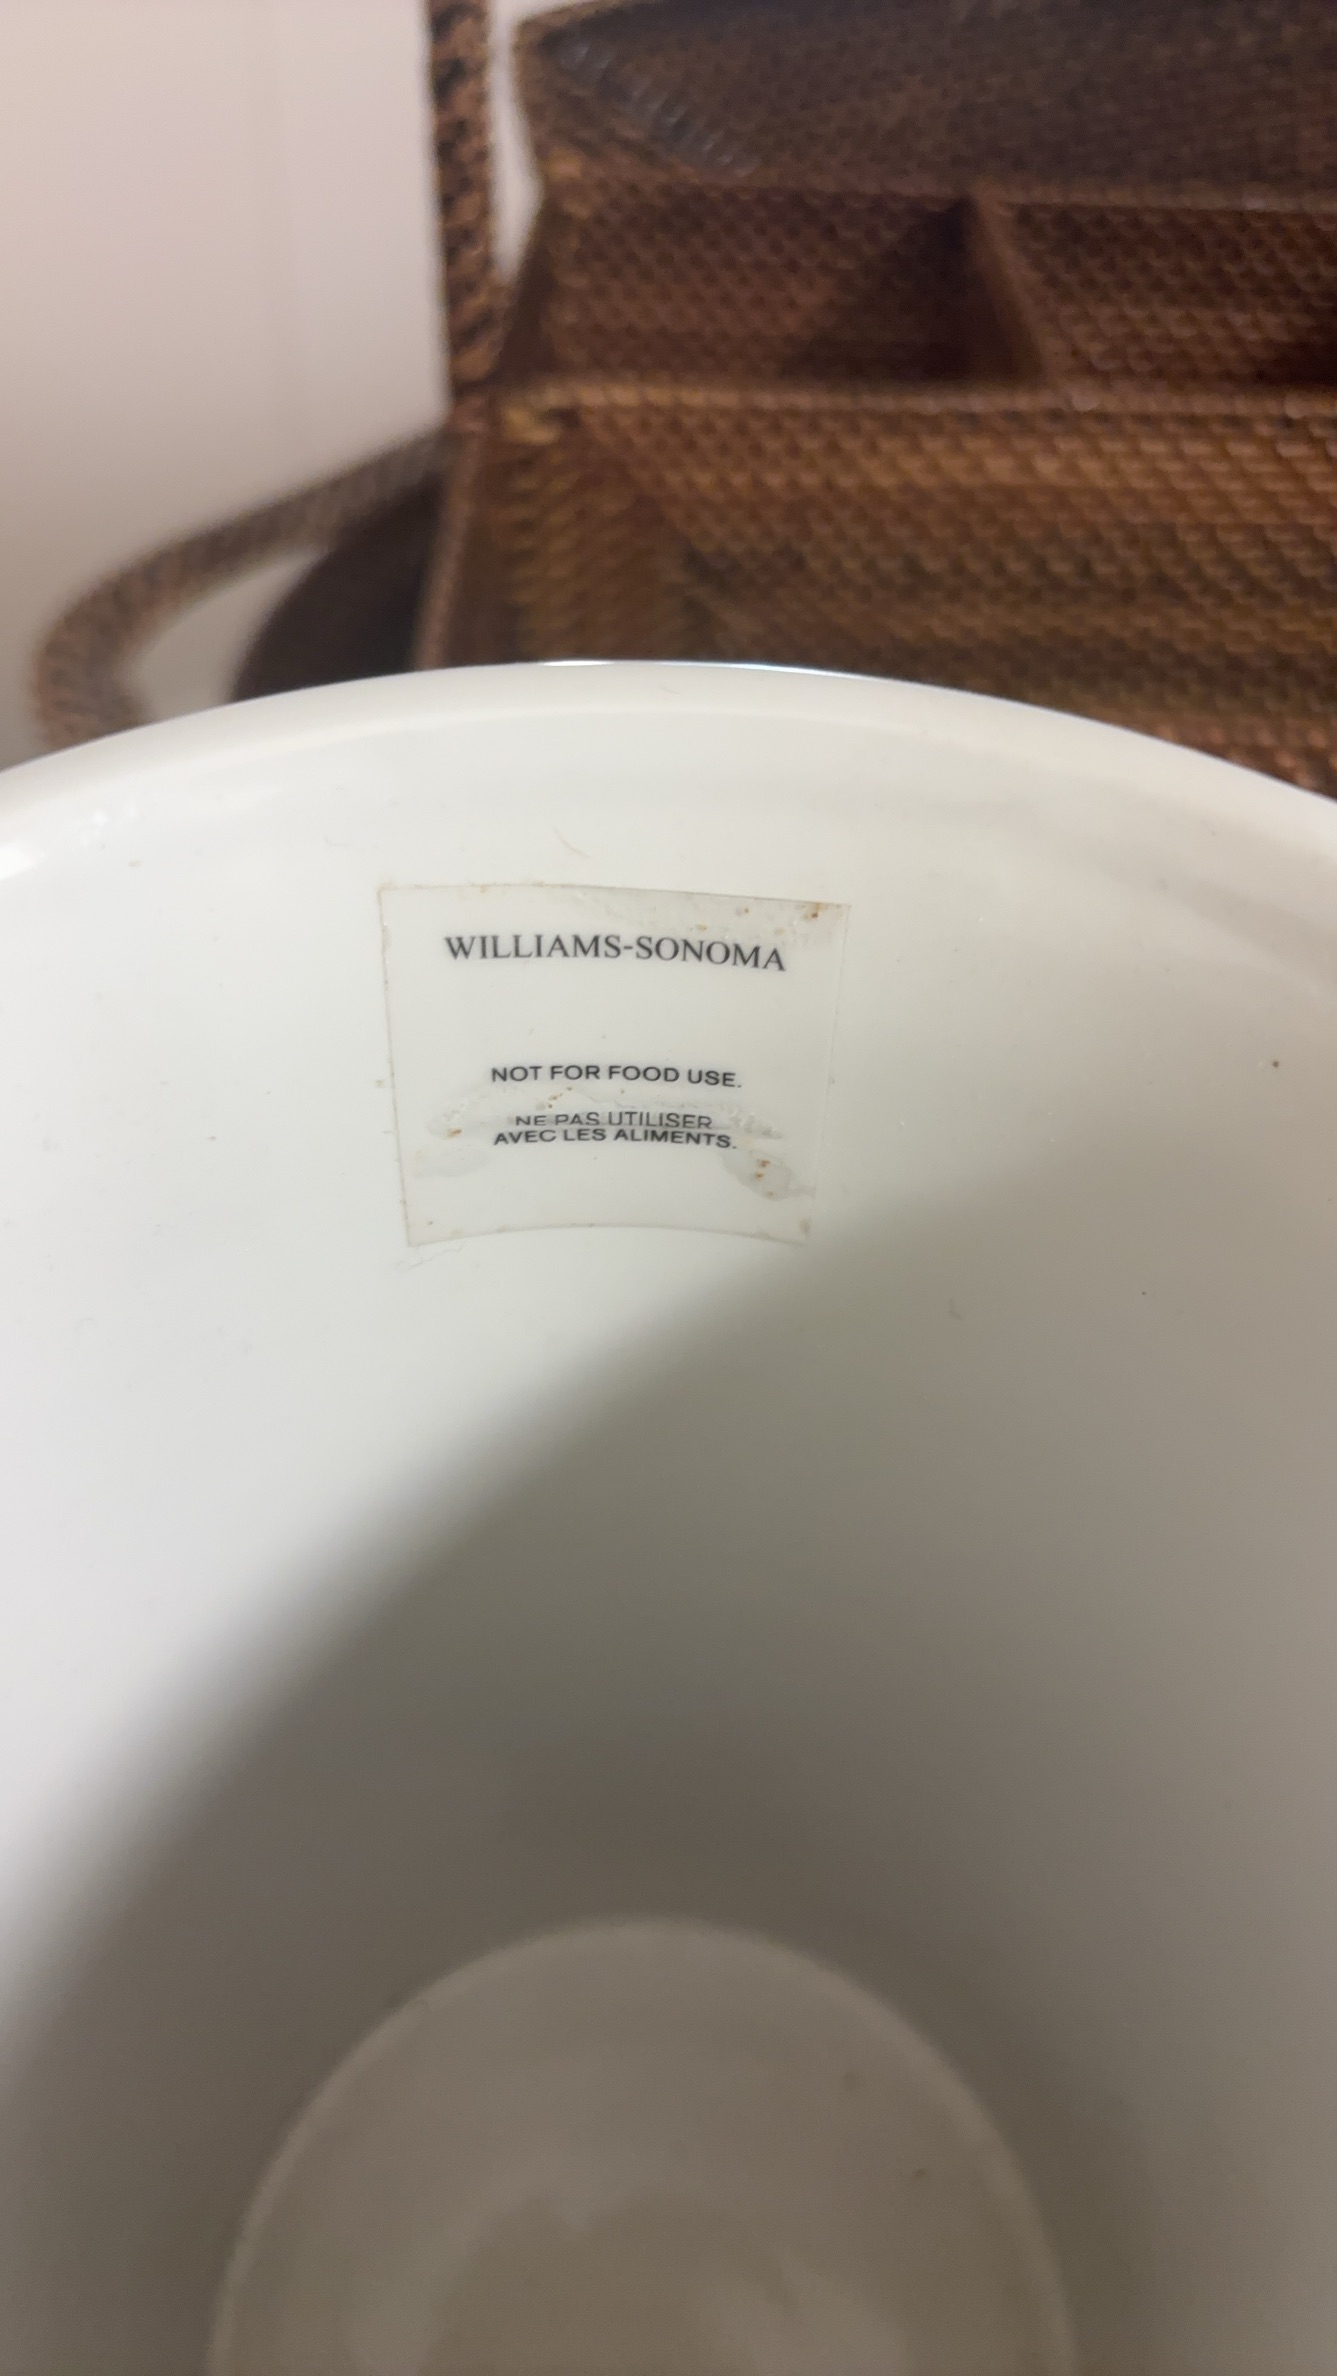 WILLIAMS-SONOMA
NOT FOR FOOD USE.
NE PAS UTILISER
AVEC LES ALIMENTS.